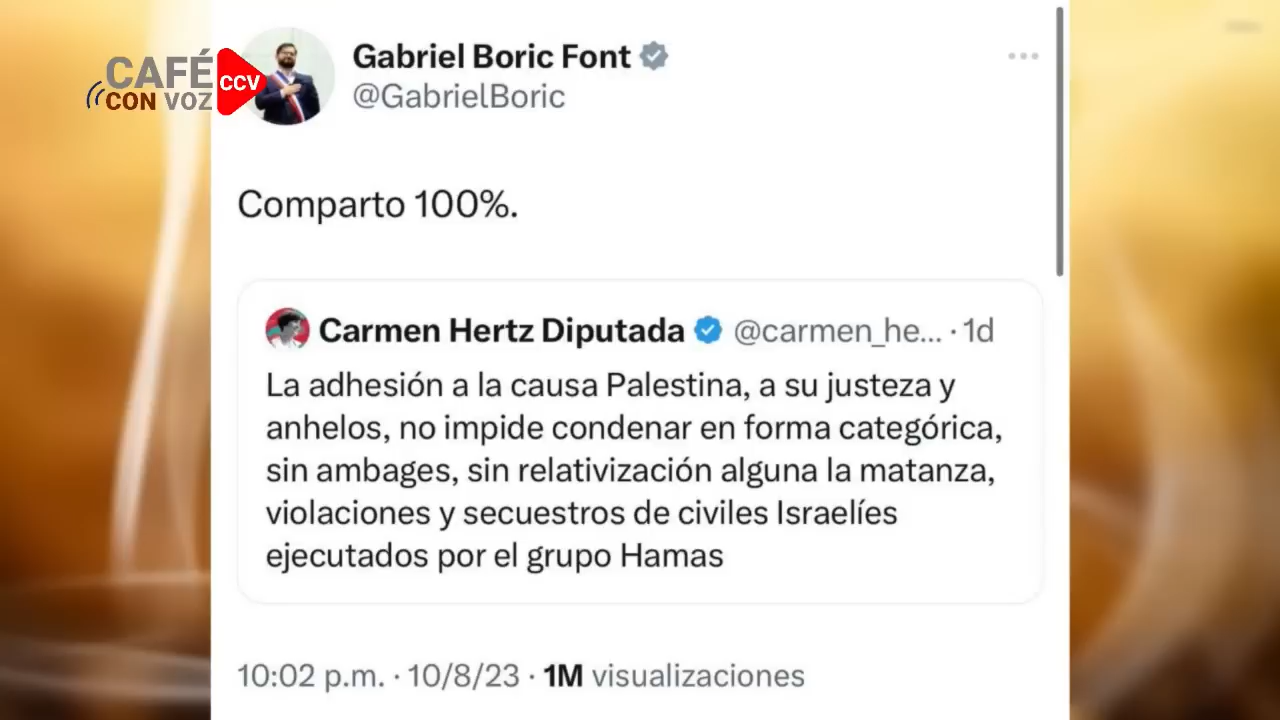 CAFÉ
CON VOZ
CCV
Gabriel Boric Font
@GabrielBoric
Comparto 100%.
Carmen Hertz Diputada @carmen_he... · 1d
La adhesión a la causa Palestina, a su justeza y
anhelos, no impide condenar en forma categórica,
sin ambages, sin relativización alguna la matanza,
violaciones y secuestros de civiles Israelíes
ejecutados por el grupo Hamas
10:02 p.m. · 10/8/23 · 1M visualizaciones